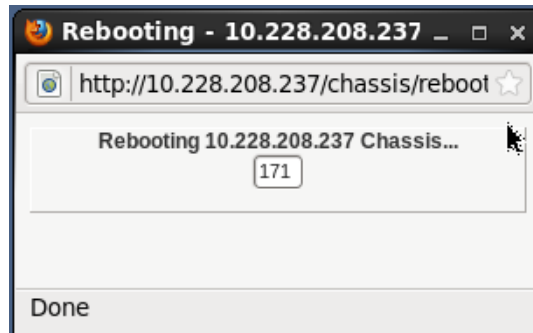 Rebooting - 10.228.208.237
http://10.228.208.237/chassis/reboot
Rebooting 10.228.208.237 Chassis...
171
Done